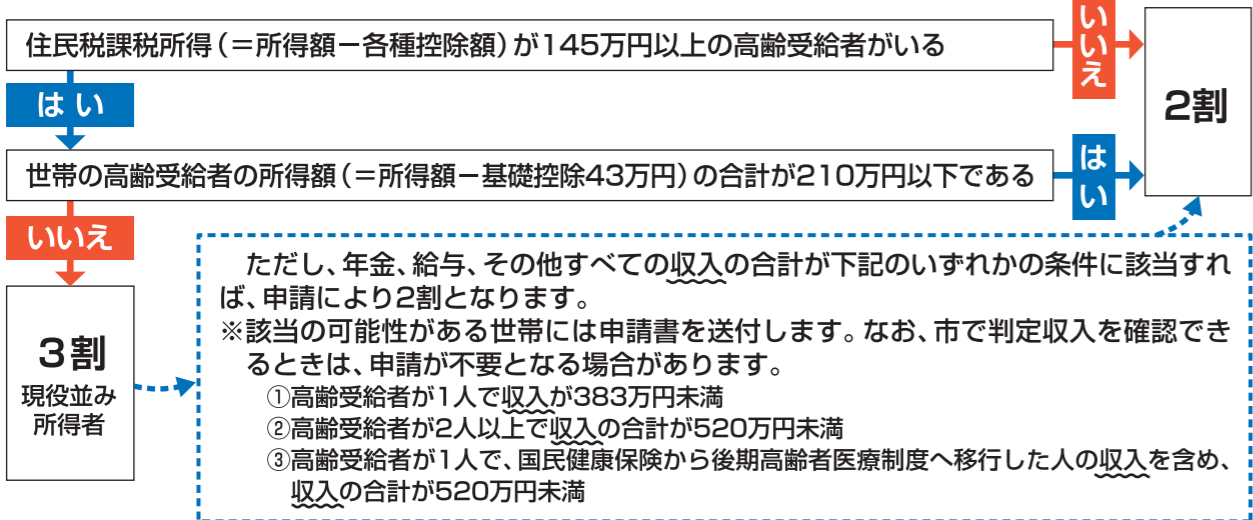 住民税課税所得(=所得額-各種控除額)が145万円以上の高齢受給者がいる
いいえ
2割
はい
世帯の高齢受給者の所得額(=所得額-基礎控除43万円)の合計が210万円以下である
はい
いいえ
3割
現役並み
所得者
ただし、年金、給与、その他すべての収入の合計が下記のいずれかの条件に該当すれ
ば、申請により2割となります。
※該当の可能性がある世帯には申請書を送付します。なお、市で判定収入を確認でき
るときは、申請が不要となる場合があります。
①高齢受給者が1人で収入が383万円未満
②高齢受給者が2人以上で収入の合計が520万円未満
③高齢受給者が1人で、国民健康保険から後期高齢者医療制度へ移行した人の収入を含め、
収入の合計が520万円未満